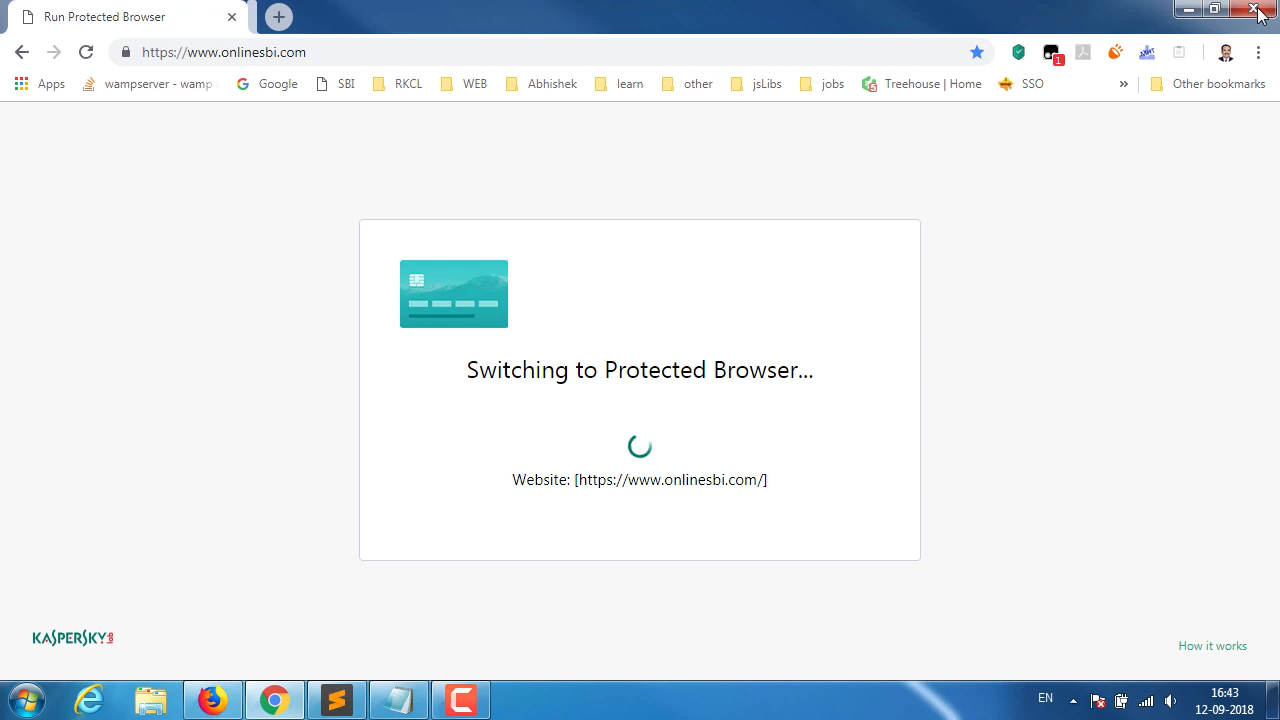 Run Protected Browser
https://www.onlinesbi.com
1
Apps
wampserver - wamp
Google
SBI
RKCL
WEB
Abhishek
learn
other
jsLibs
jobs
Treehouse | Home
SSO
»
Other bookmarks
Switching to Protected Browser...
Website: [https://www.onlinesbi.com/]
KASPERSKY lab
How it works
EN
16:43
12-09-2018